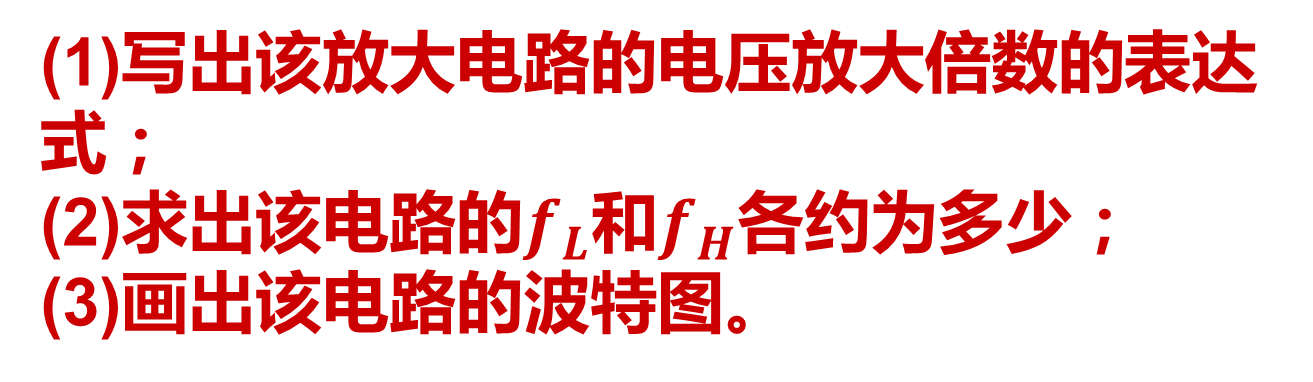 (1)写出该放大电路的电压放大倍数的表达
式；
(2)求出该电路的f_L和f_H各约为多少；
(3)画出该电路的波特图。